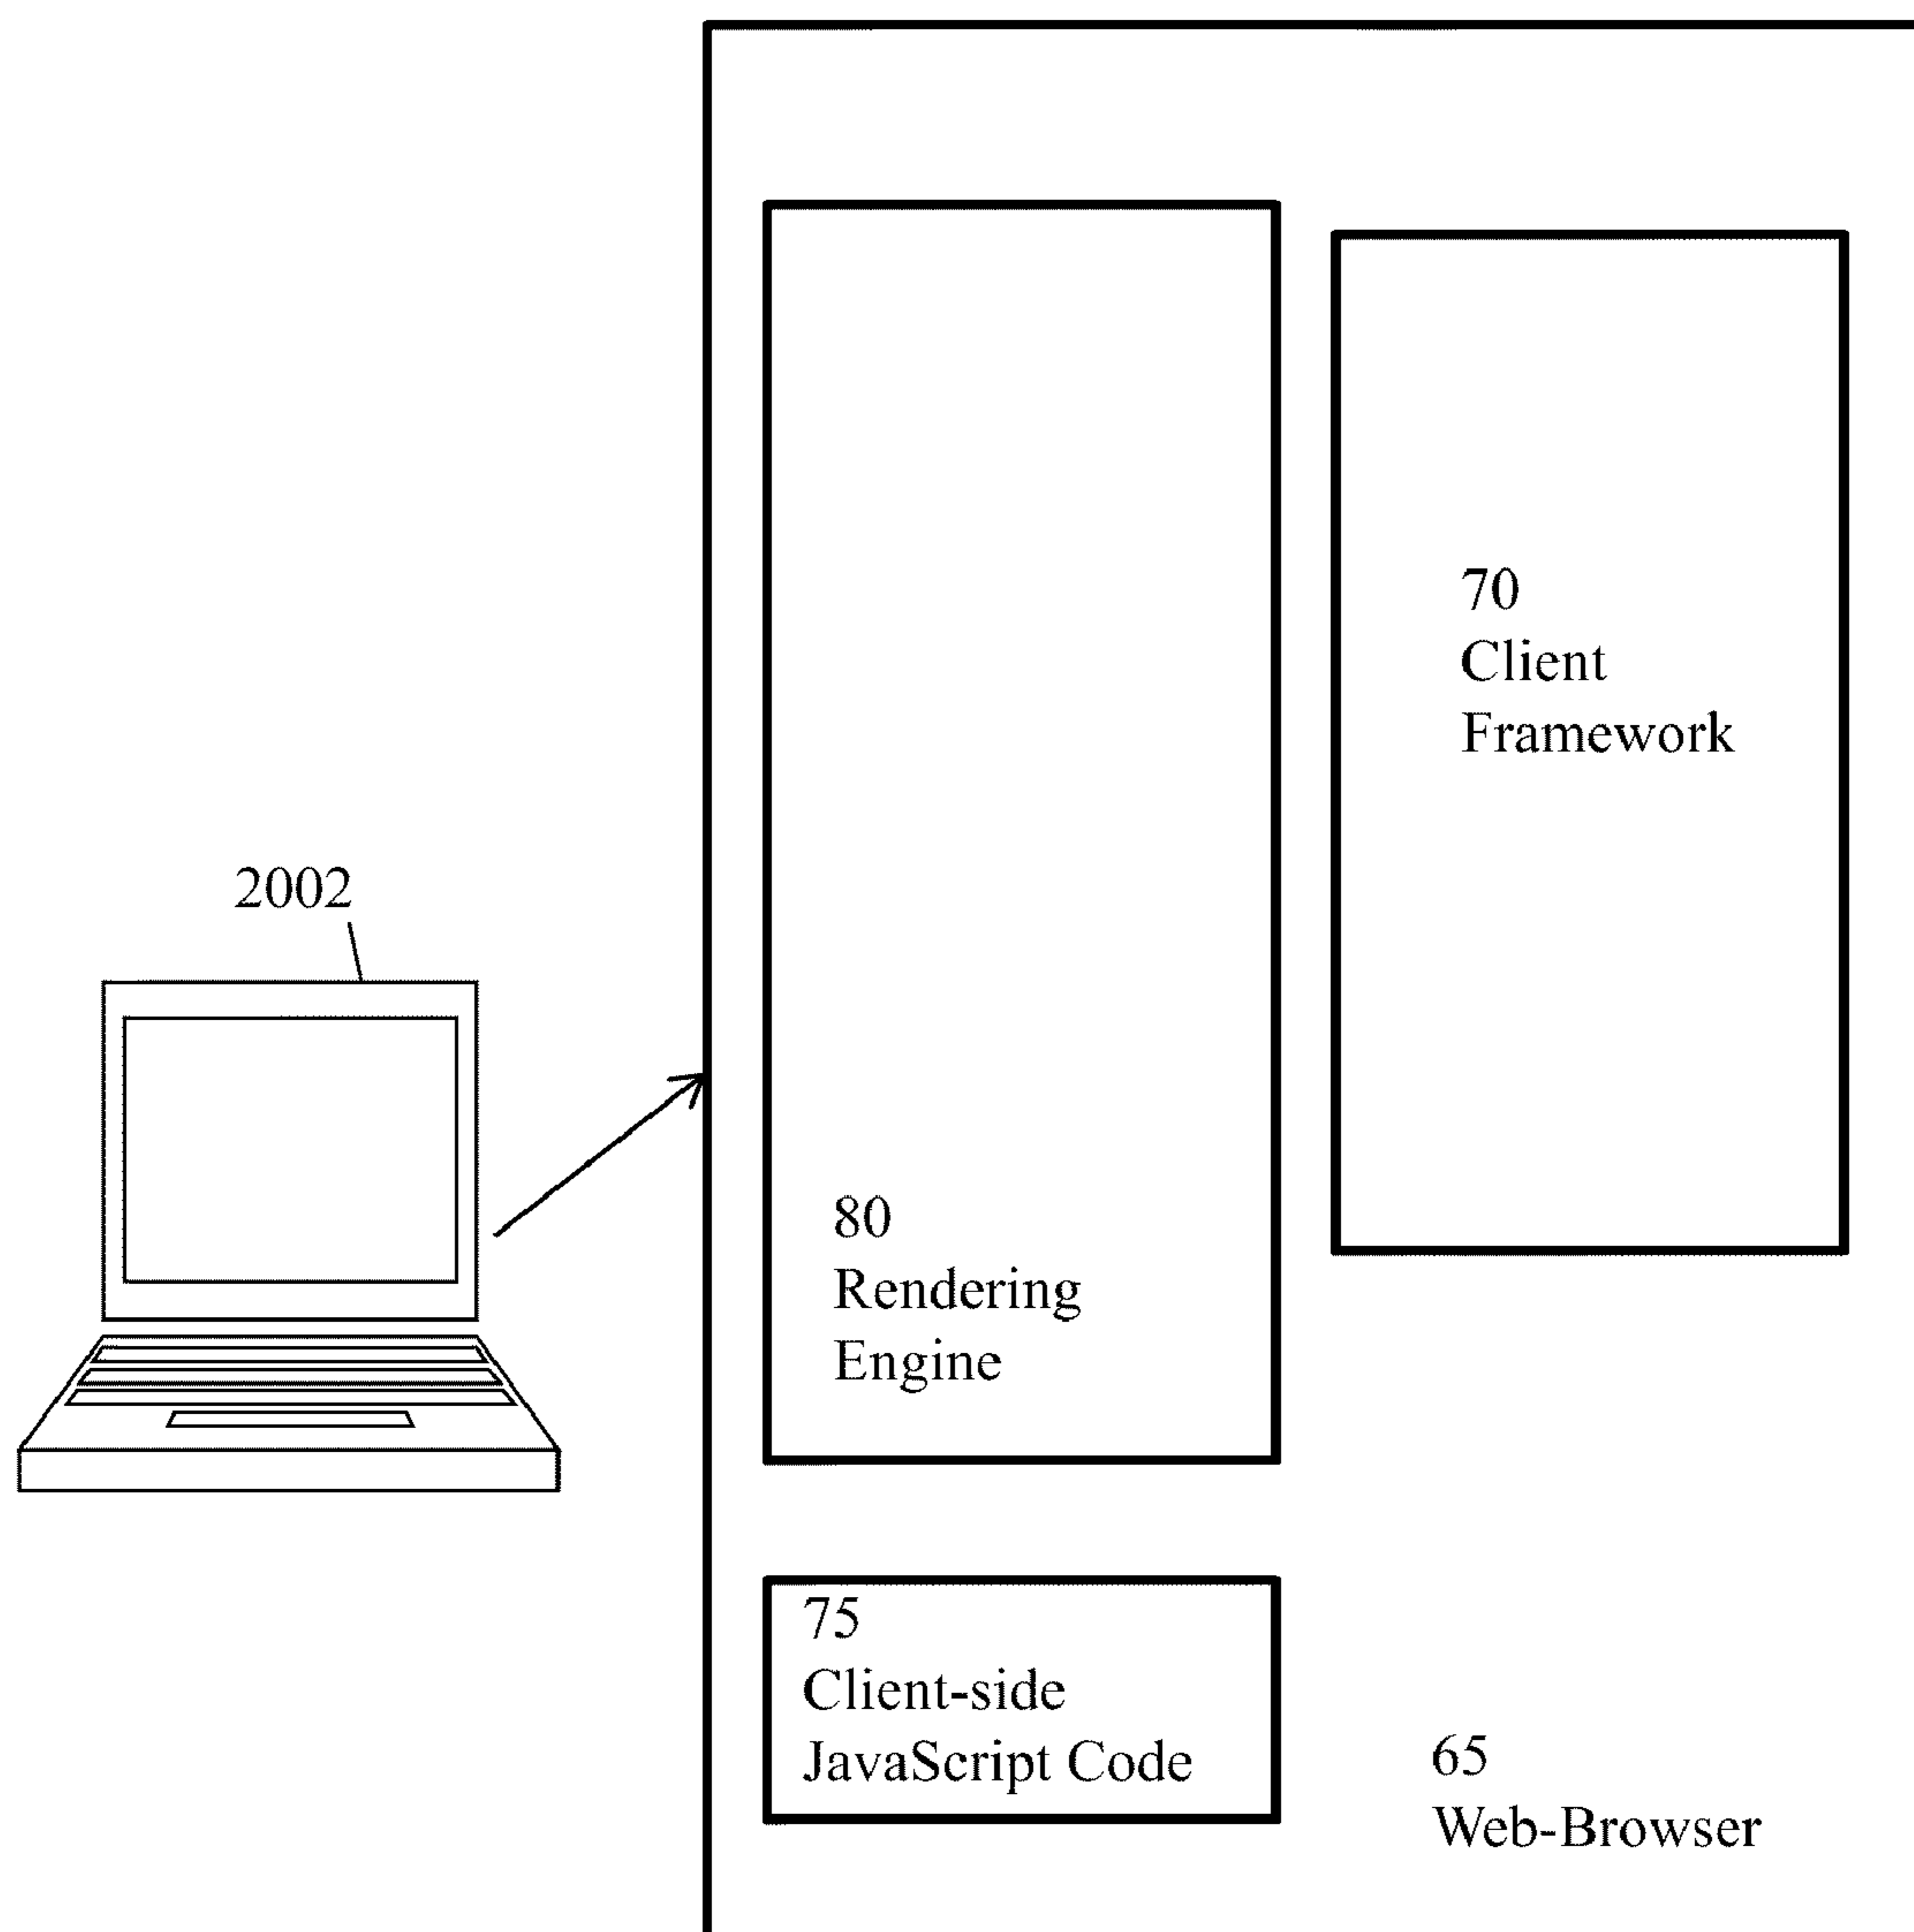 70
Client
Framework
2002
80
Rendering
Engine
75
Client-side
JavaScript Code
65
Web-Browser